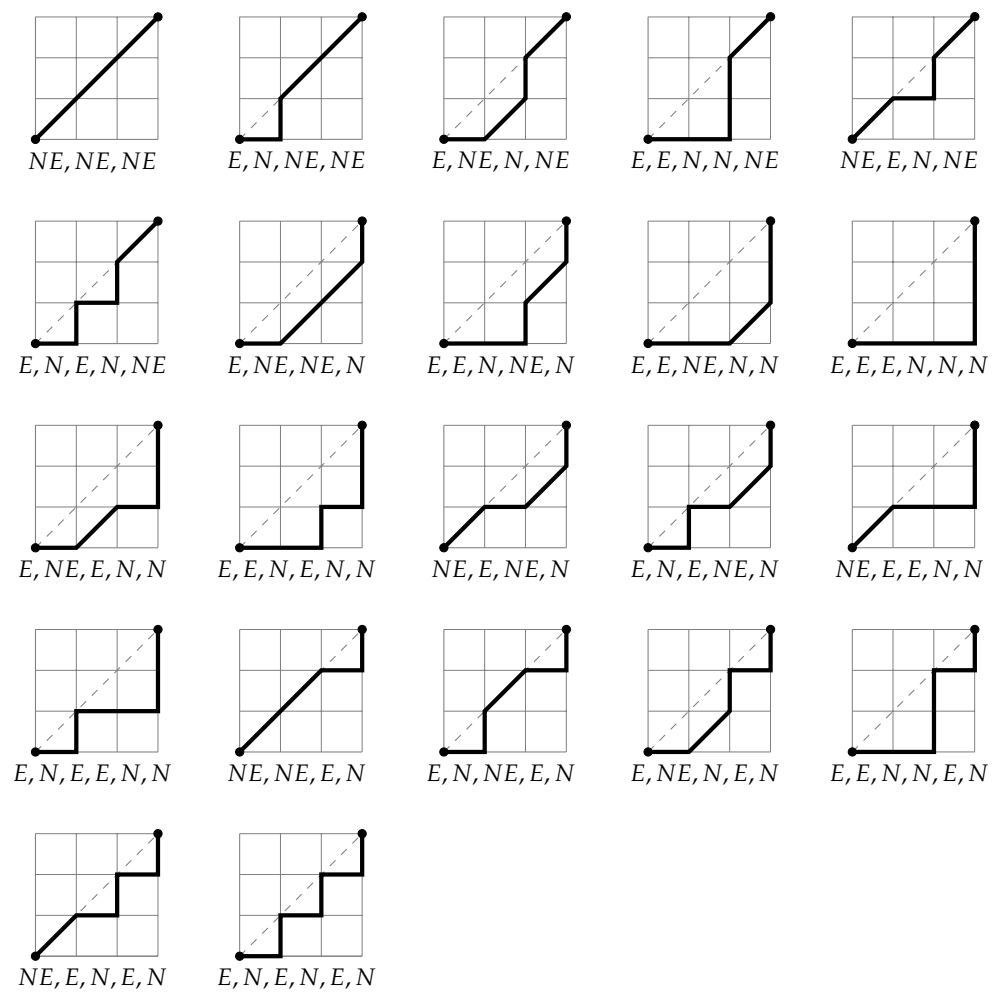 NE, NE, NE
E, N, NE, NE
E, NE, N, NE
E, E, N, N, NE
NE, E, N, NE
E, N, E, N, NE
E, NE, NE, N
E, E, N, NE, N
E, E, NE, N, N
E, E, E, N, N, N
E, NE, E, N, N
E, E, N, E, N, N
NE, E, NE, N
E, N, E, NE, N
NE, E, E, N, N
E, N, E, E, N, N
NE, NE, E, N
E, N, NE, E, N
E, NE, N, E, N
E, E, N, N, E, N
NE, E, N, E, N
E, N, E, N, E, N